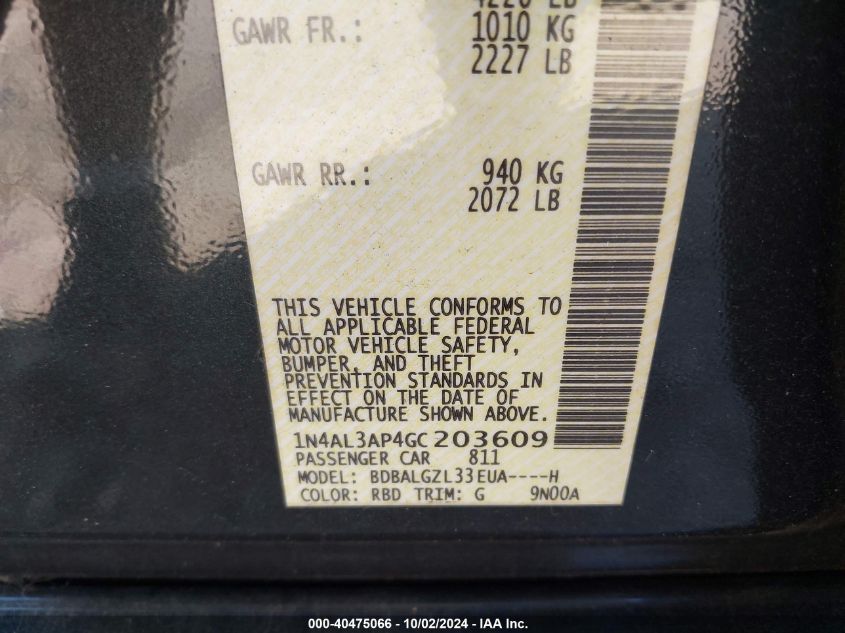 4226 LB
GAWR FR.: 1010 KG
2227 LB
GAWR RR.: 940 KG
2072 LB
THIS VEHICLE CONFORMS TO
ALL APPLICABLE FEDERAL
MOTOR VEHICLE SAFETY,
BUMPER, AND THEFT
PREVENTION STANDARDS IN
EFFECT ON THE DATE OF
MANUFACTURE SHOWN ABOVE.
1N4AL3AP4GC203609
PASSENGER CAR 811
MODEL: BDBALGZL33EUA----H
COLOR: RBD TRIM: G 9N00A
000-40475066 - 10/02/2024 - IAA Inc.